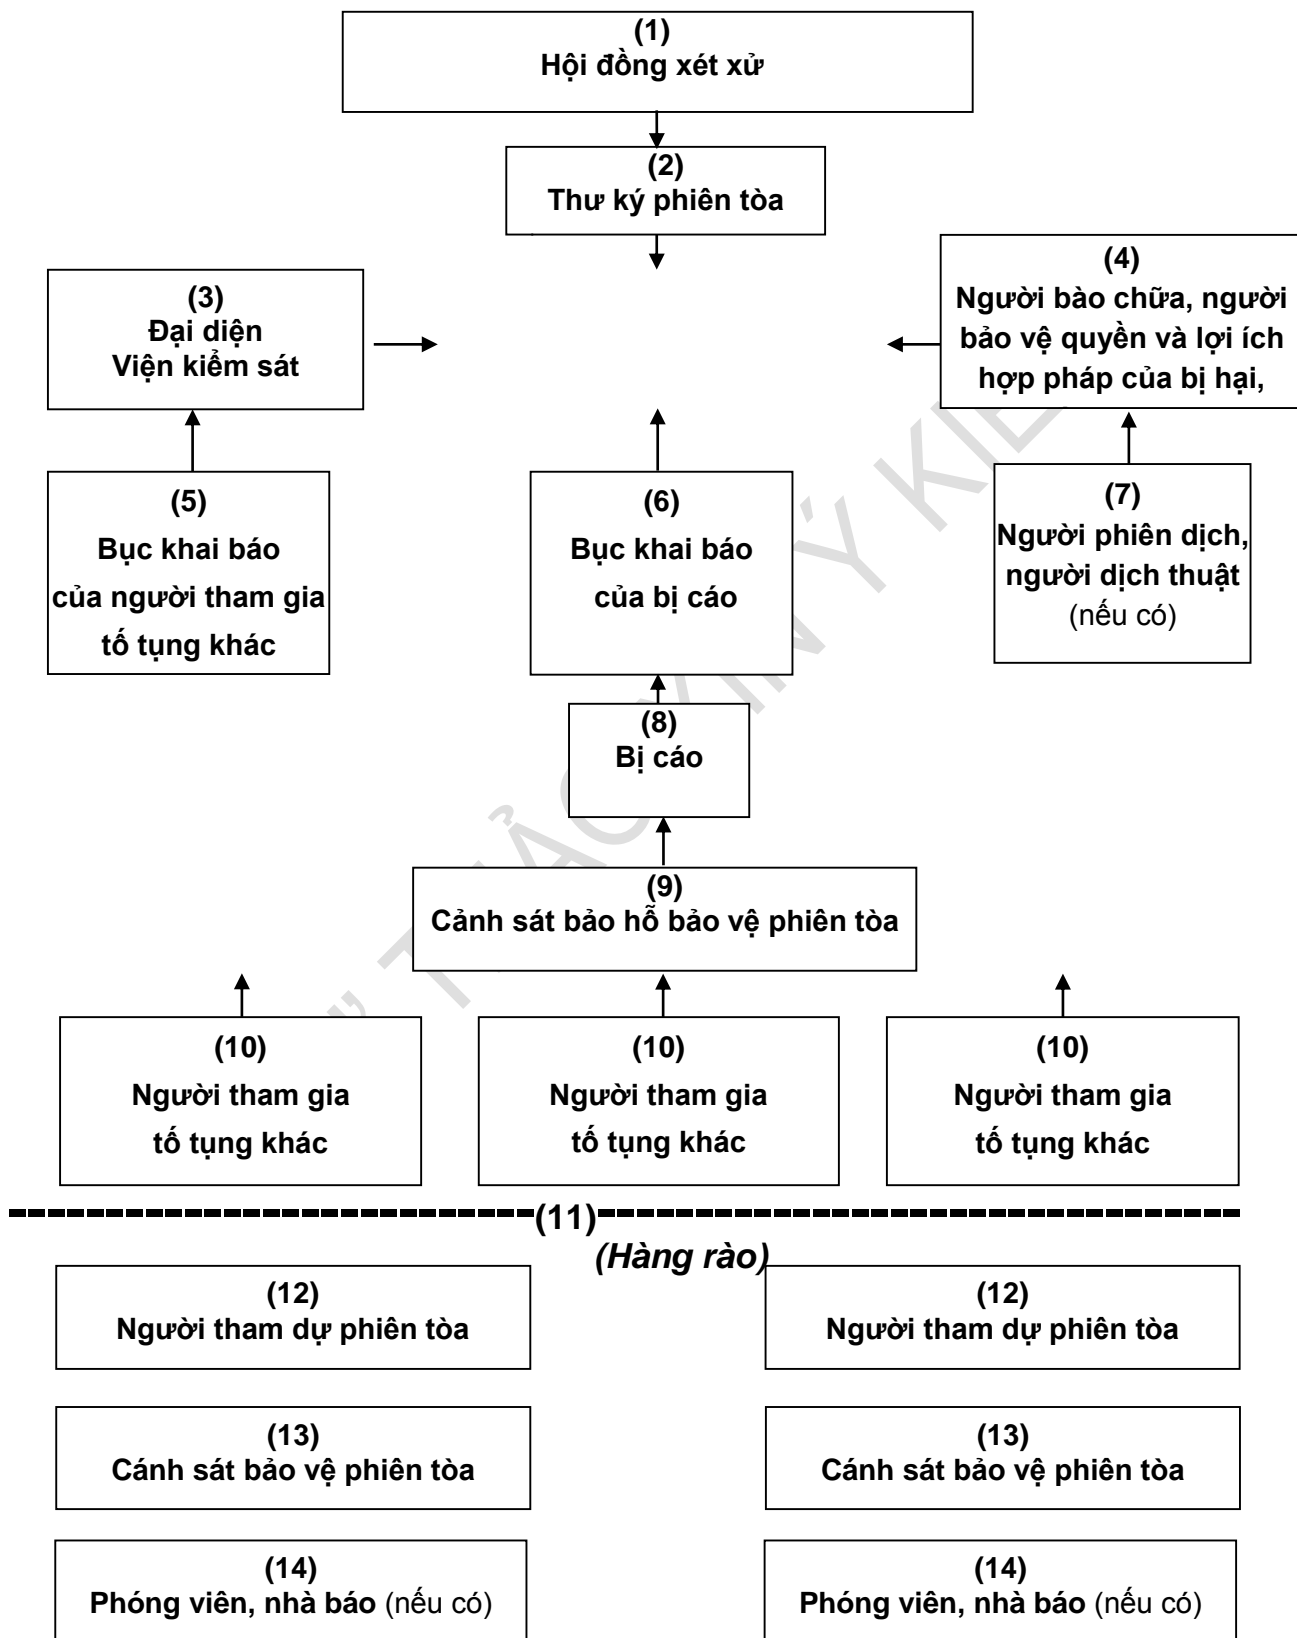 (1)
Hội đồng xét xử
(2)
Thư ký phiên tòa
(3)
Đại diện
Viện kiểm sát
(4)
Người bào chữa, người
bảo vệ quyền và lợi ích
hợp pháp của bị hại,
(5)
Bục khai báo
của người tham gia
tố tụng khác
(6)
Bục khai báo
của bị cáo
(7)
Người phiên dịch,
người dịch thuật
(nếu có)
(8)
Bị cáo
(9)
Cảnh sát bảo hỗ bảo vệ phiên tòa
(10)
Người tham gia
tố tụng khác
(10)
Người tham gia
tố tụng khác
(10)
Người tham gia
tố tụng khác
(11)
(Hàng rào)
(12)
Người tham dự phiên tòa
(12)
Người tham dự phiên tòa
(13)
Cánh sát bảo vệ phiên tòa
(13)
Cánh sát bảo vệ phiên tòa
(14)
Phóng viên, nhà báo (nếu có)
(14)
Phóng viên, nhà báo (nếu có)